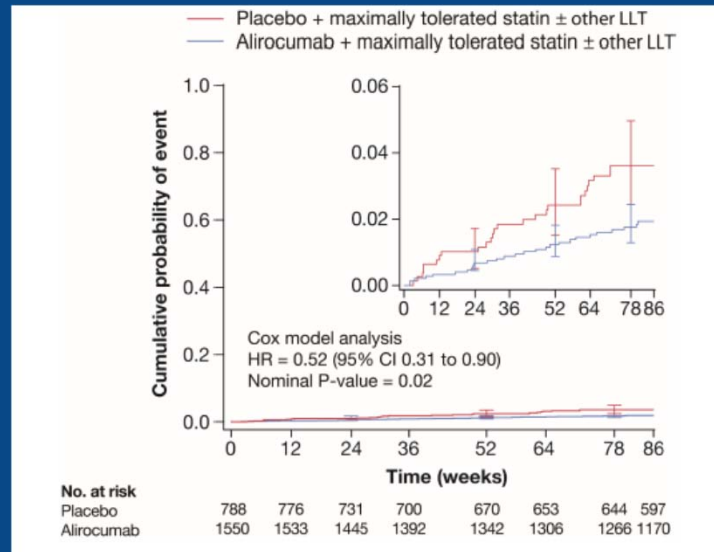 Placebo + maximally tolerated statin ± other LLT
Alirocumab + maximally tolerated statin ± other LLT
Cumulative probability of event
1.0
0.8
0.6
0.4
0.2
0.0
0.06
0.04
0.02
0.00
0 12 24 36 52 64 78 86
Cox model analysis
HR = 0.52 (95% CI 0.31 to 0.90)
Nominal P-value = 0.02
0 12 24 36 52 64 78 86
Time (weeks)
No. at risk
Placebo 788 776 731 700 670 653 644 597
Alirocumab 1550 1533 1445 1392 1342 1306 1266 1170